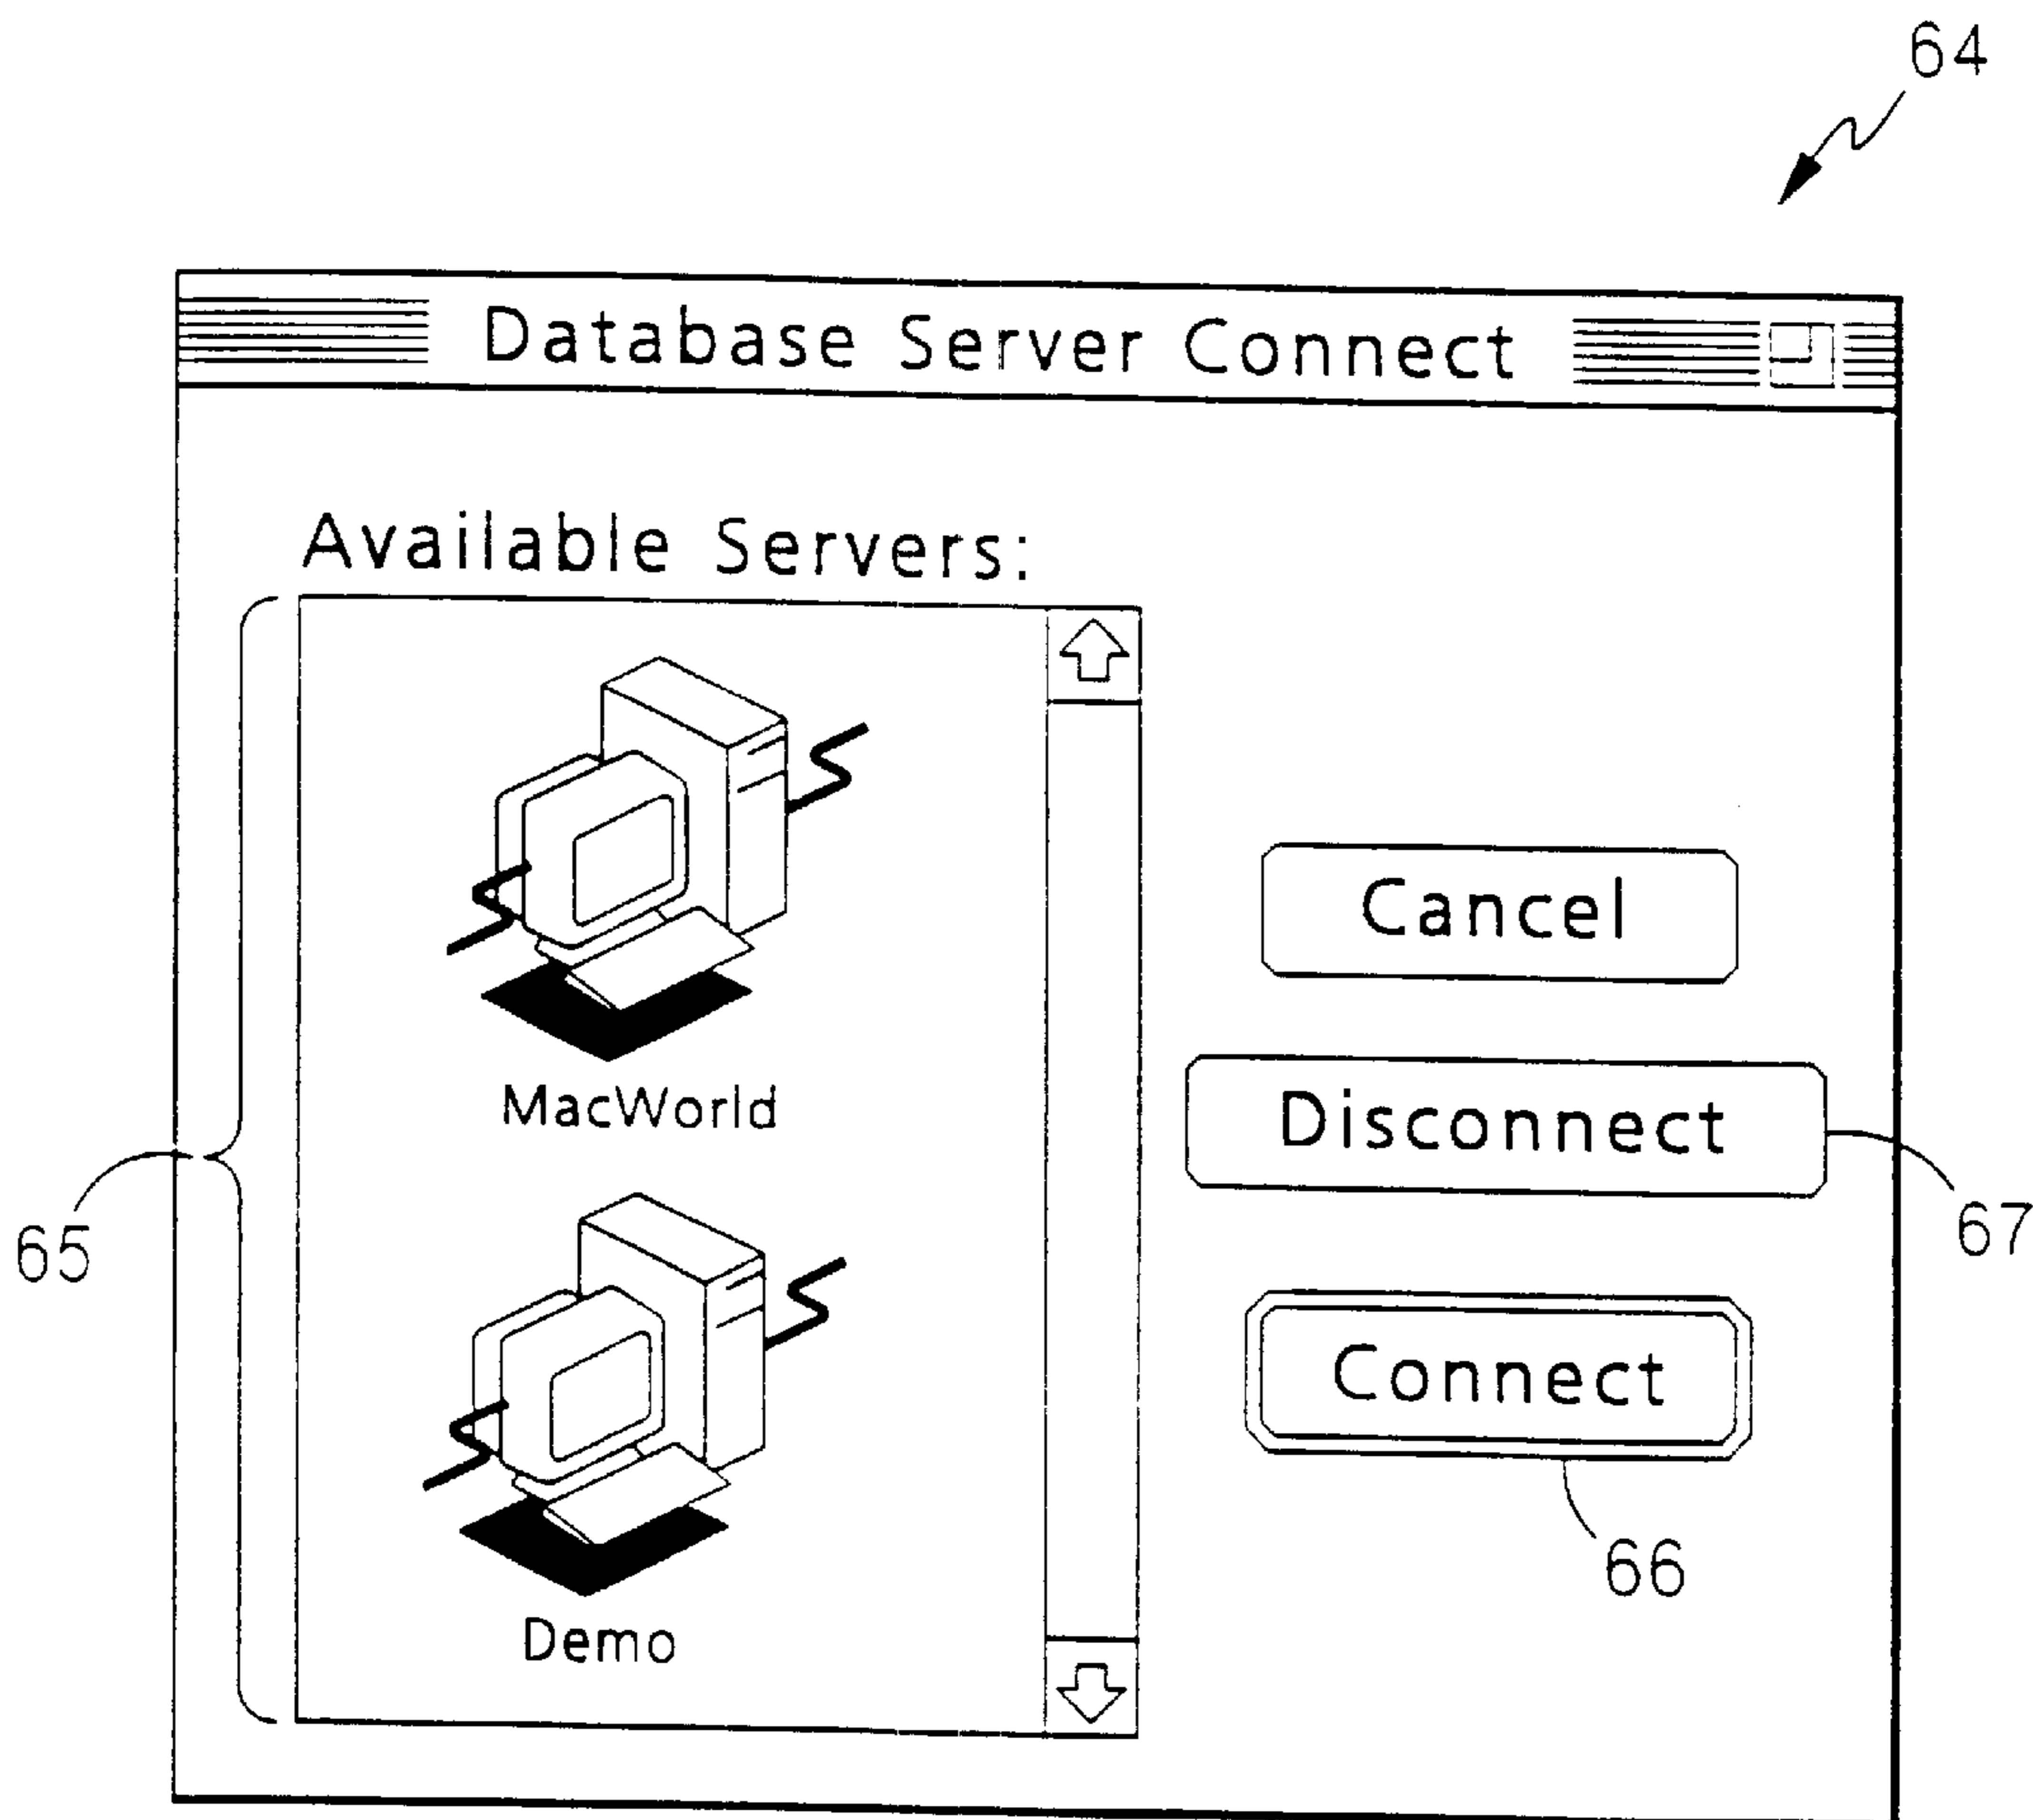 64
Database Server Connect
Available Servers:
MacWorld
Demo
Cancel
Disconnect
Connect
65
67
66